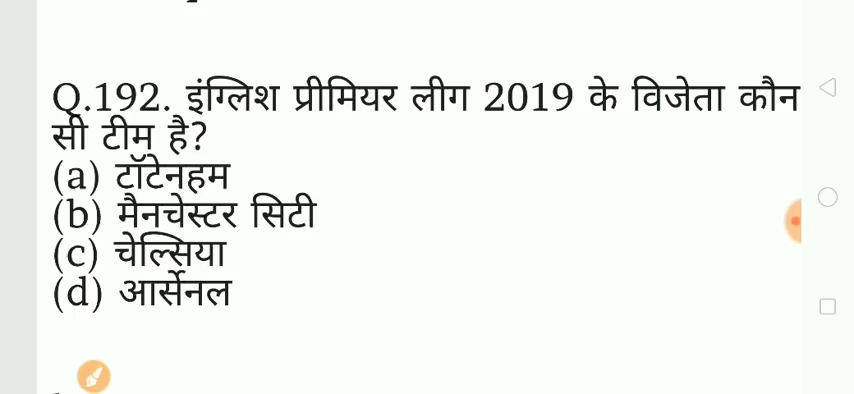 Q.192. इंग्लिश प्रीमियर लीग 2019 के विजेता कौन
सी टीम है?
(a) टॉटेनहम
(b) मैनचेस्टर सिटी
(c) चेल्सिया
(d) आर्सेनल